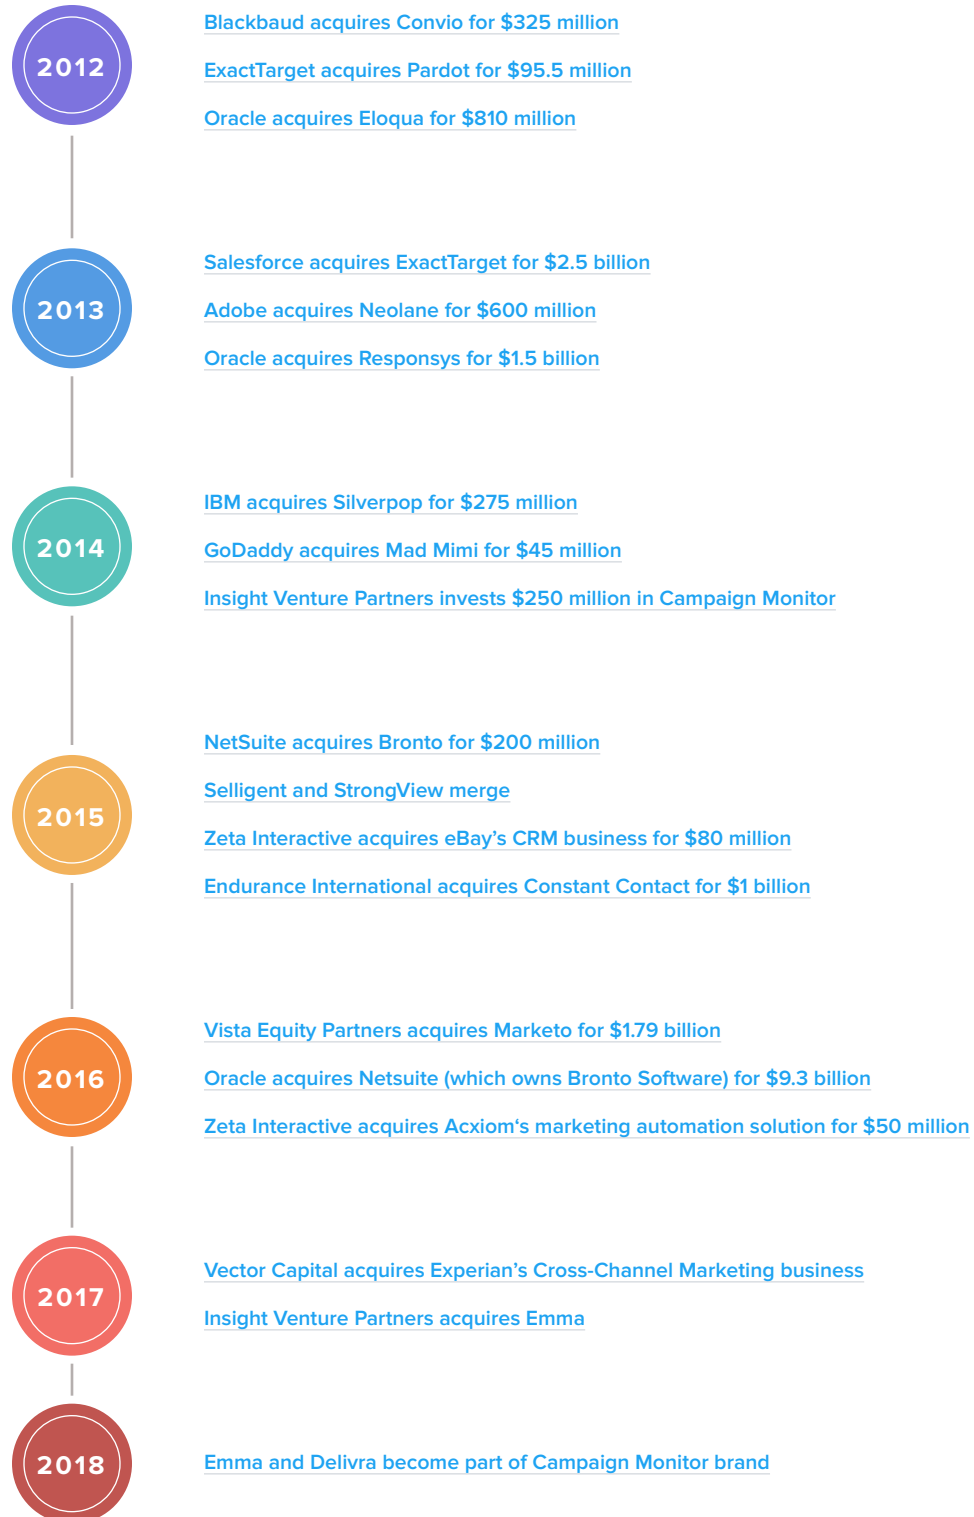 2012
Blackbaud acquires Convio for $325 million
ExactTarget acquires Pardot for $95.5 million
Oracle acquires Eloqua for $810 million
2013
Salesforce acquires ExactTarget for $2.5 billion
Adobe acquires Neolane for $600 million
Oracle acquires Responsys for $1.5 billion
2014
IBM acquires Silverpop for $275 million
GoDaddy acquires Mad Mimi for $45 million
Insight Venture Partners invests $250 million in Campaign Monitor
2015
NetSuite acquires Bronto for $200 million
Selligent and StrongView merge
Zeta Interactive acquires eBay’s CRM business for $80 million
Endurance International acquires Constant Contact for $1 billion
2016
Vista Equity Partners acquires Marketo for $1.79 billion
Oracle acquires Netsuite (which owns Bronto Software) for $9.3 billion
Zeta Interactive acquires Acxiom‘s marketing automation solution for $50 million
2017
Vector Capital acquires Experian’s Cross-Channel Marketing business
Insight Venture Partners acquires Emma
2018
Emma and Delivra become part of Campaign Monitor brand